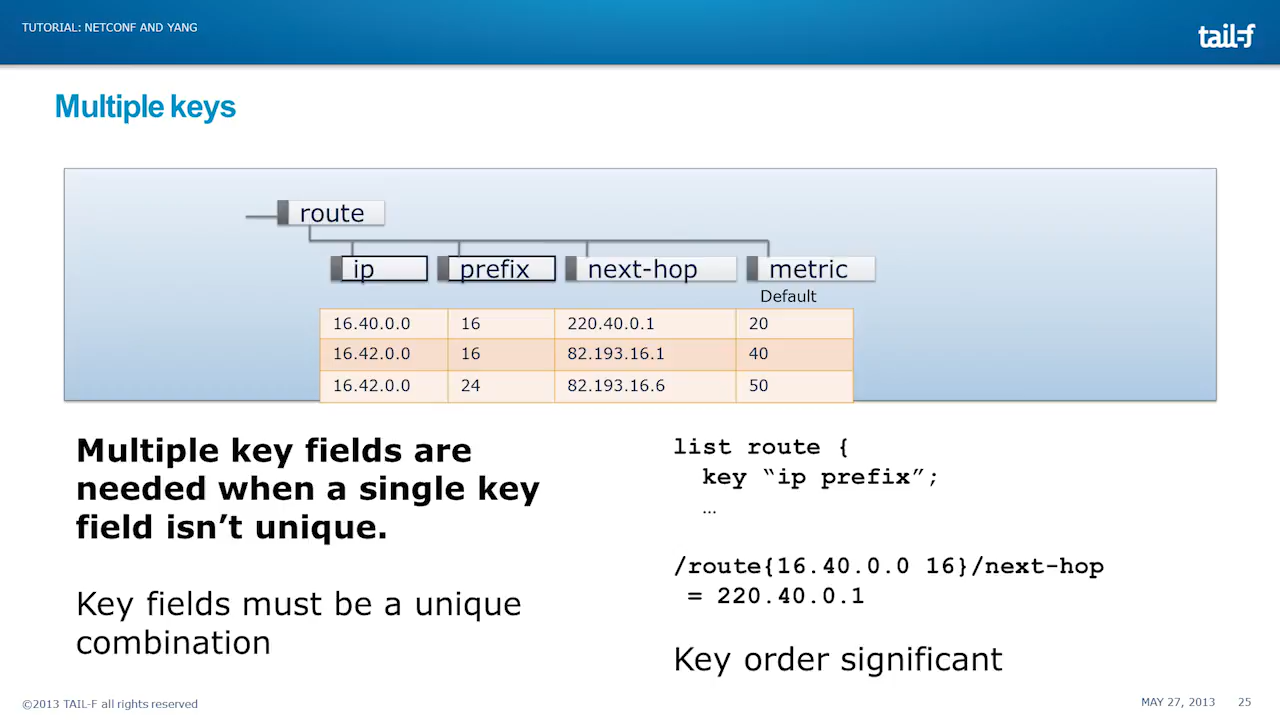 TUTORIAL: NETCONF AND YANG
tail-f
Multiple keys
route
ip prefix next-hop metric
Default
16.40.0.0 16 220.40.0.1 20
16.42.0.0 16 82.193.16.1 40
16.42.0.0 24 82.193.16.6 50
Multiple key fields are
needed when a single key
field isn’t unique.
Key fields must be a unique
combination
list route {
key “ip prefix”;
…
/route{16.40.0.0 16}/next-hop
= 220.40.0.1
Key order significant
©2013 TAIL-F all rights reserved
MAY 27, 2013 25